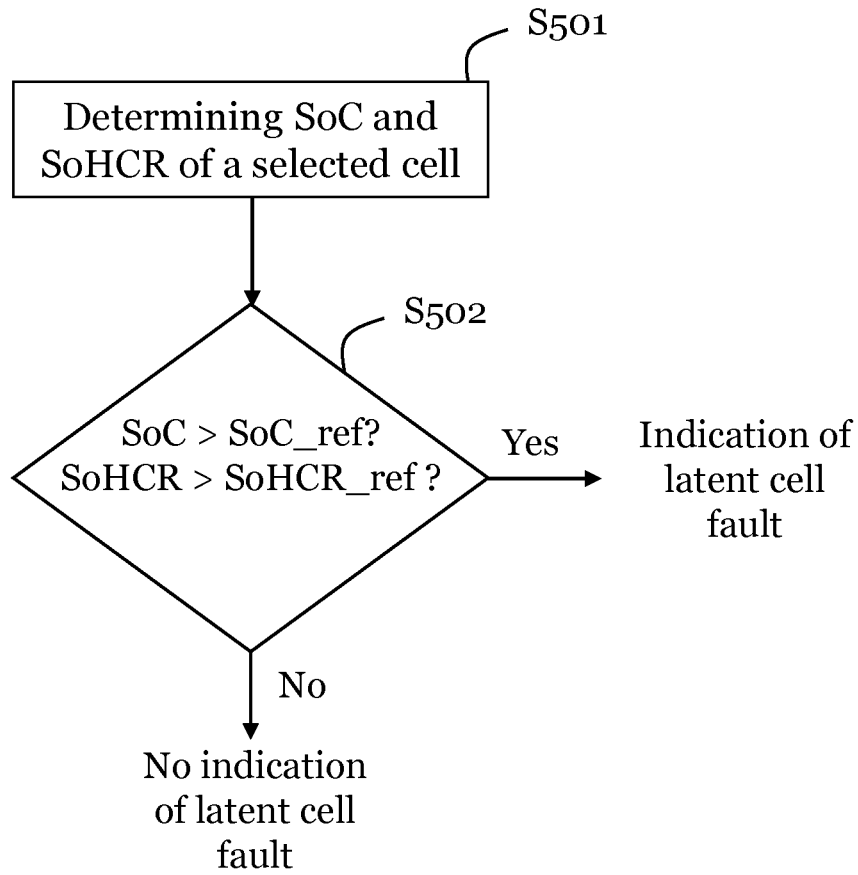 S501
Determining SoC and
SoHCR of a selected cell
S502
SoC > SoC_ref?
SoHCR > SoHCR_ref ?
Yes
Indication of
latent cell
fault
No
No indication
of latent cell
fault